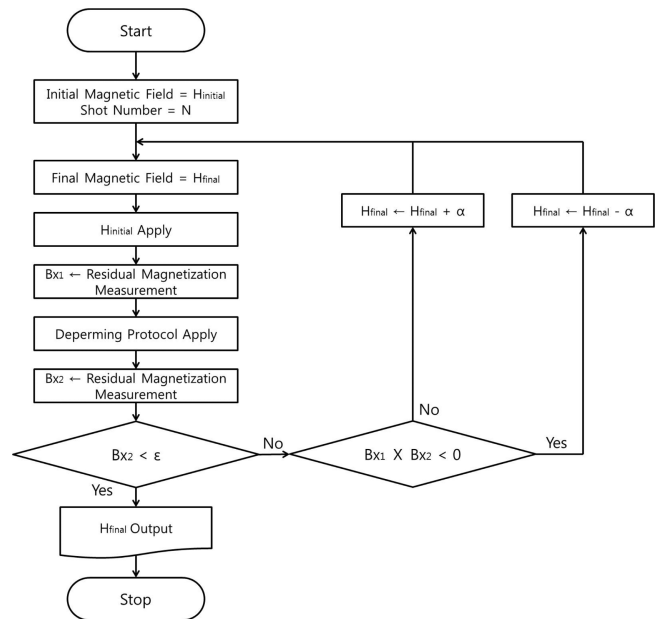 Start
Initial Magnetic Field = Hinitial
Shot Number = N
Final Magnetic Field = Hfinal
Hinitial Apply
Bx1 ← Residual Magnetization
Measurement
Deperming Protocol Apply
Bx2 ← Residual Magnetization
Measurement
Bx2 < ε
No
Yes
Hfinal Output
Stop
Bx1 X Bx2 < 0
No
Yes
Hfinal ← Hfinal + α
Hfinal ← Hfinal - α